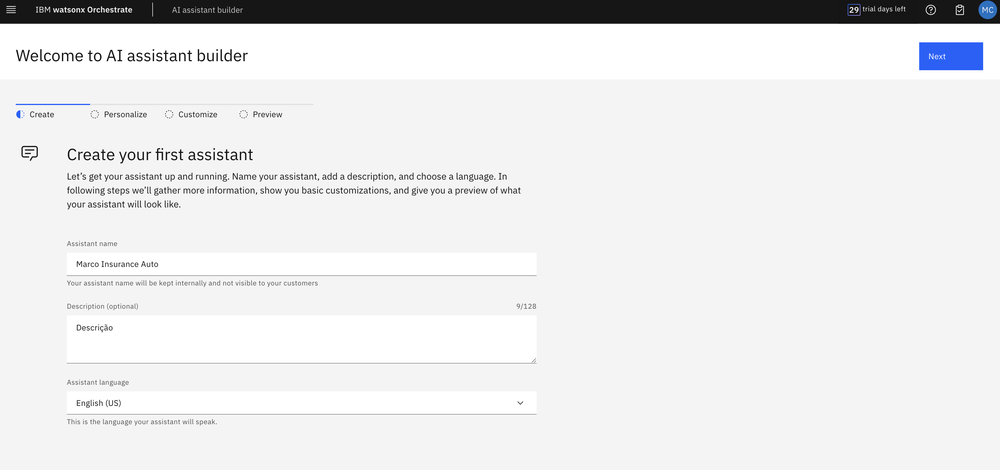 IBM watsonx Orchestrate
AI assistant builder
29 trial days left
MC
Welcome to AI assistant builder
Next
Create
Personalize
Customize
Preview
Create your first assistant
Let’s get your assistant up and running. Name your assistant, add a description, and choose a language. In
following steps we’ll gather more information, show you basic customizations, and give you a preview of what
your assistant will look like.
Assistant name
Marco Insurance Auto
Your assistant name will be kept internally and not visible to your customers
Description (optional)
9/128
Descrição
Assistant language
English (US)
This is the language your assistant will speak.